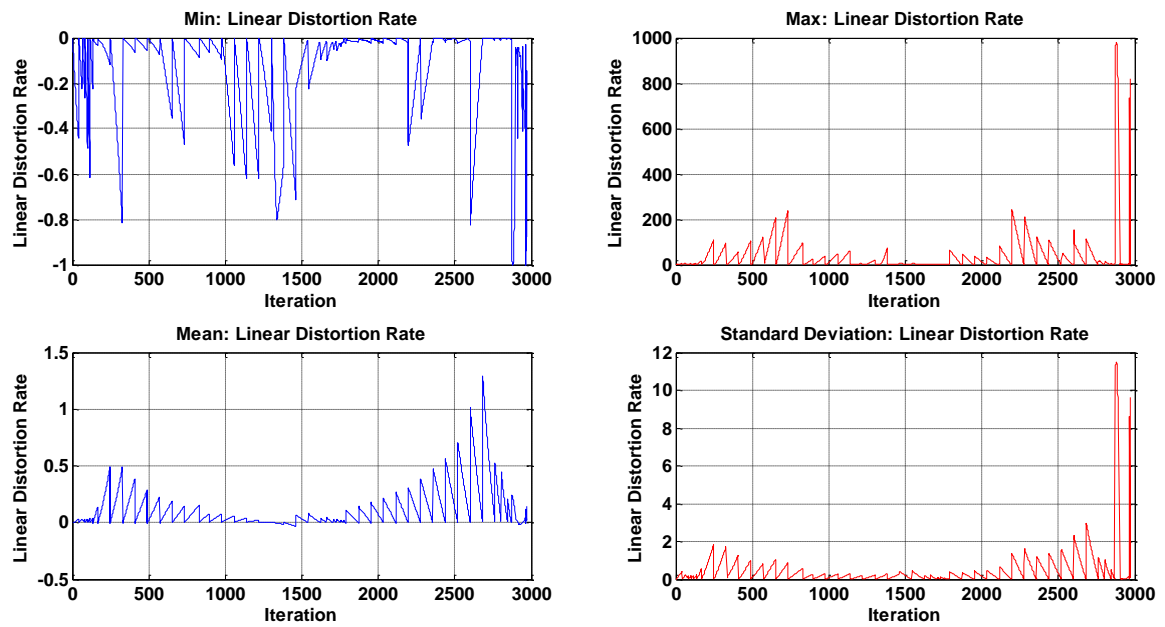 Min: Linear Distortion Rate
0
-0.2
-0.4
-0.6
-0.8
-1
Linear Distortion Rate
0 500 1000 1500 2000 2500 3000
Iteration
Max: Linear Distortion Rate
1000
800
600
400
200
0
Linear Distortion Rate
0 500 1000 1500 2000 2500 3000
Iteration
Mean: Linear Distortion Rate
1.5
1
0.5
0
-0.5
Linear Distortion Rate
0 500 1000 1500 2000 2500 3000
Iteration
Standard Deviation: Linear Distortion Rate
12
10
8
6
4
2
0
Linear Distortion Rate
0 500 1000 1500 2000 2500 3000
Iteration